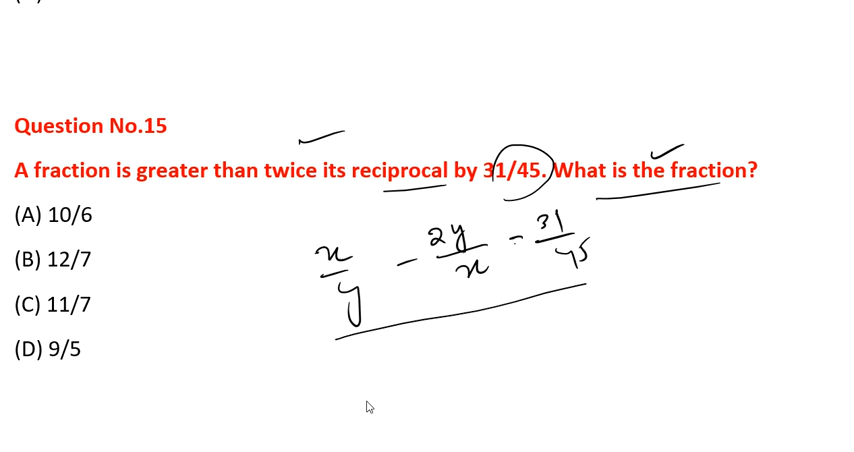 Question No.15
A fraction is greater than twice its reciprocal by 31/45. What is the fraction?
(A) 10/6
(B) 12/7
(C) 11/7
(D) 9/5
x/y - 2y/x = 31/45